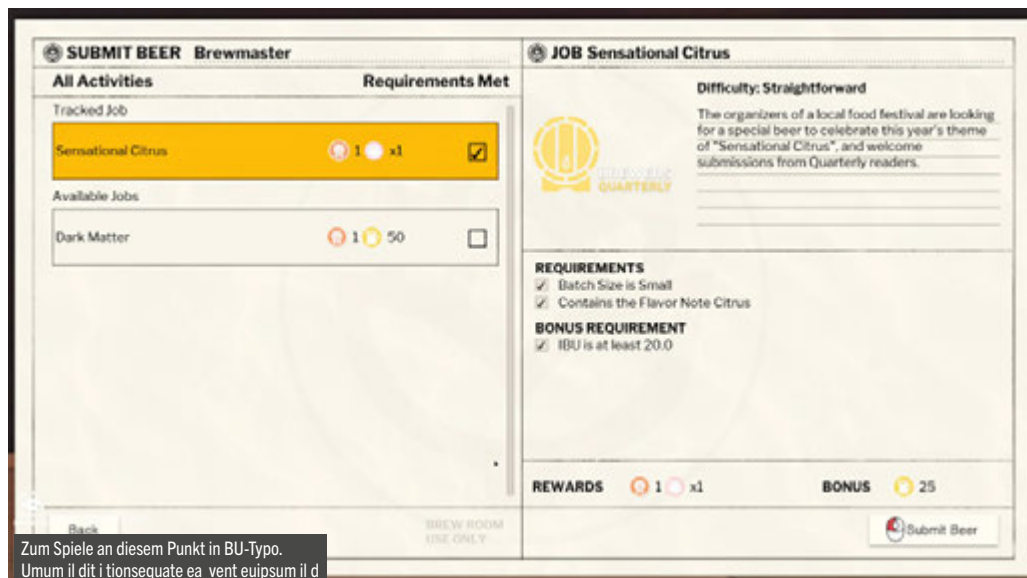 SUBMIT BEER Brewmaster
All Activities Requirements Met
Tracked Job
Sensational Citrus 1 x1
Available Jobs
Dark Matter 1 50
Back
BREW ROOM
USE ONLY
JOB Sensational Citrus
Difficulty: Straightforward
The organizers of a local food festival are looking
for a special beer to celebrate this year's theme
of "Sensational Citrus", and welcome
submissions from Quarterly readers.
BREWERS
QUARTERLY
REQUIREMENTS
Batch Size is Small
Contains the Flavor Note Citrus
BONUS REQUIREMENT
IBU is at least 20.0
REWARDS 1 x1 BONUS 25
Submit Beer
Zum Spiele an diesem Punkt in BU-Typo.
Umum il dit i tionsequate ea vent euipsum il d